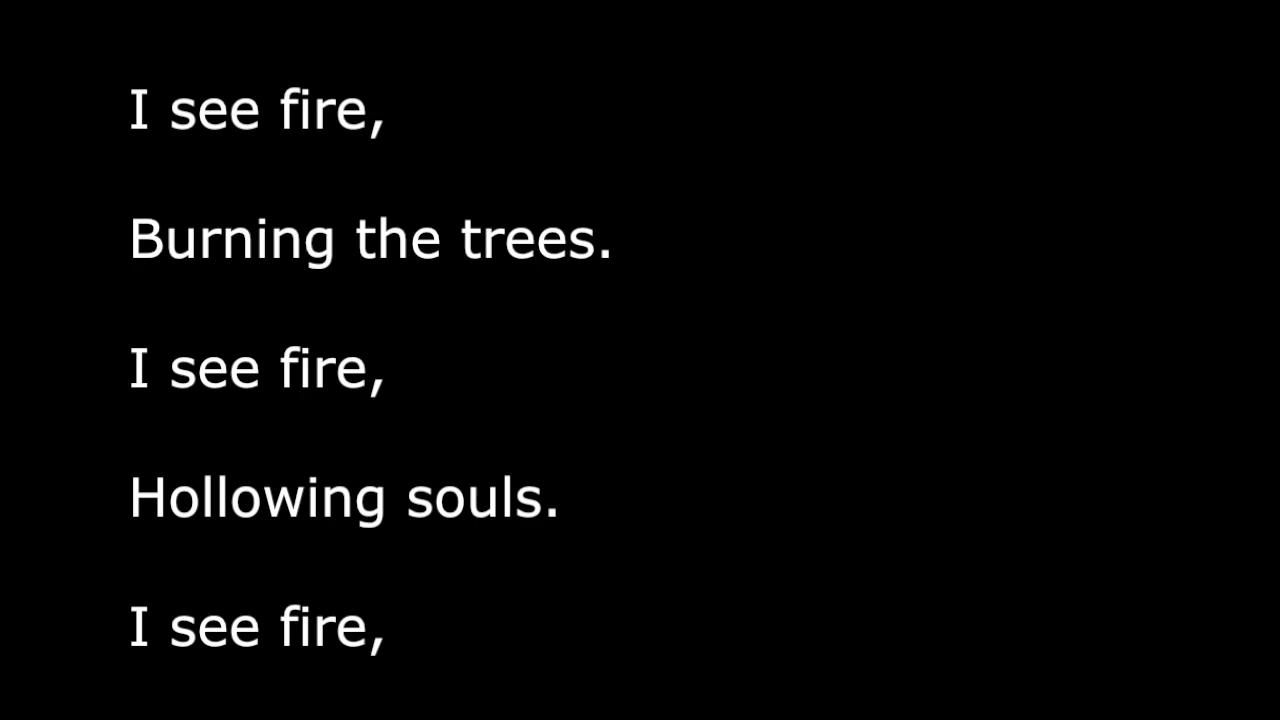 I see fire,
Burning the trees.
I see fire,
Hollowing souls.
I see fire,